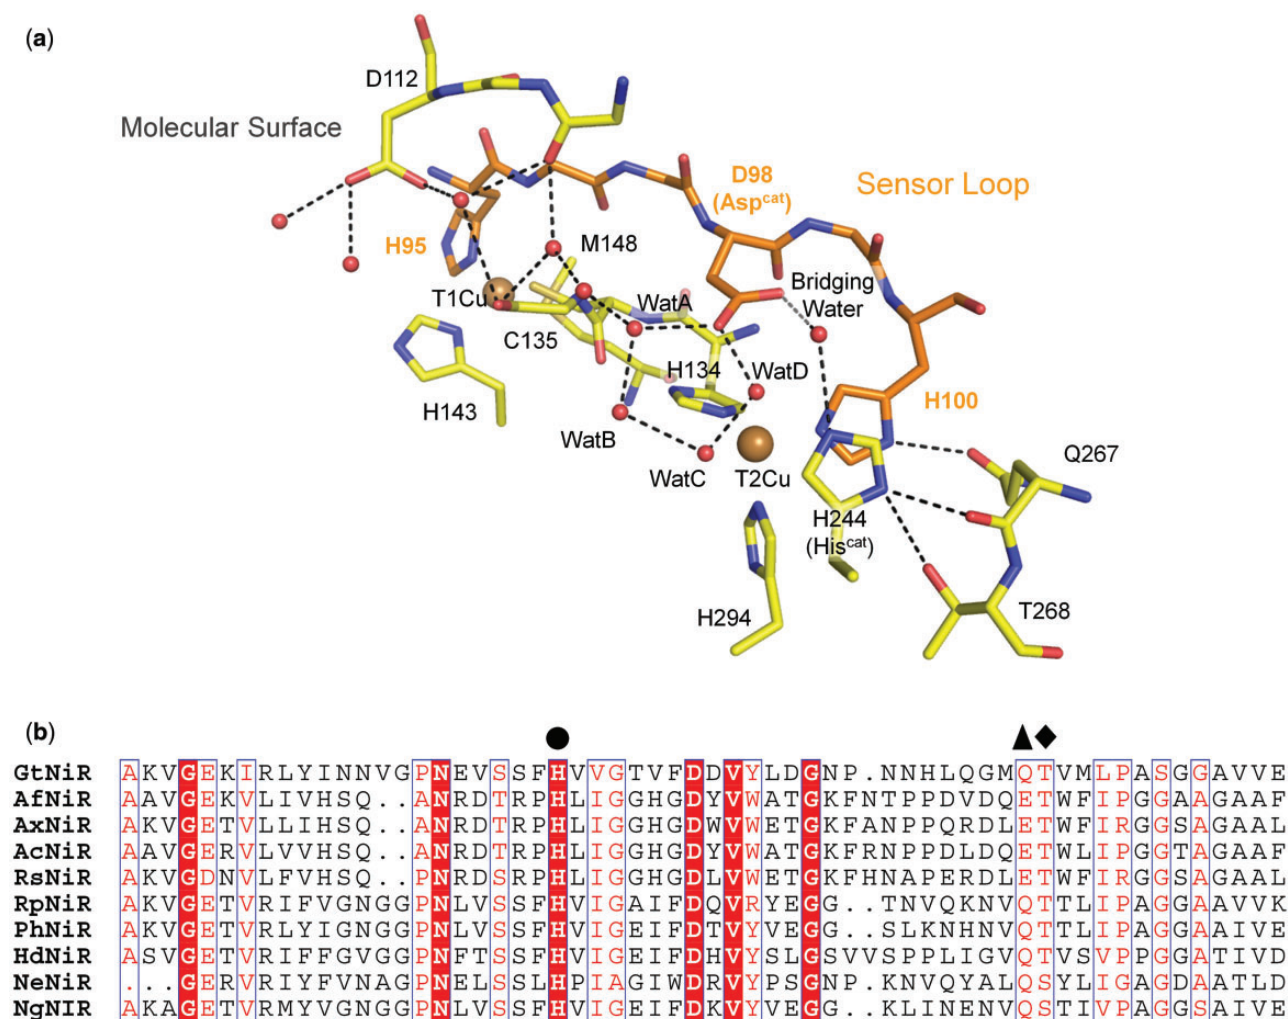 (a)
D112
Molecular Surface
D98
(Asp^cat)
Sensor Loop
H95
M148
Bridging
Water
T1Cu
WatA
C135
H134
WatD
H143
H100
WatB
WatC
T2Cu
Q267
H244
(His^cat)
H294
T268
(b)
GtNiR AKVGEKIRLYINNVGPNEVSSFHVVGTVFDDVYLDGNP.NNHLQGMQTVMLPASGGAVVE
AfNiR AAVGEKVLIVHSQ..ANRDTRPHLIGGHGDYVWATGKFNTPPDVDQETWFIPGGAAGAAF
AxNiR AKVGETVLLIHSQ..ANRDTRPHLIGGHGDWVWETGKFANPPQRDLETWFIRGGSAGAAL
AcNiR AAVGERVLVVHSQ..ANRDTRPHLIGGHGDYVWATGKFRNPPDLDQETWLIPGGTAGAAF
RsNiR AKVGDNVLFVHSQ..PNRDSRPHLIGGHGDLVWETGKFHNAPERDLETWFIRGGSAGAAL
RpNiR AKVGETVRIFVGNGGPNLVSSFHVIGAIFDQVRYEGG..TNVQKNVQTTLIPAGGAAVVK
PhNiR AKVGETVRLYIGNGGPNLVSSFHVIGEIFDTVYVEGG..SLKNHNVQTTLIPAGGAAIVE
HdNiR ASVGETVRIFFGVGGPNFTSSFHVIGEIFDHVYSLGSVVSPPLIGVQTVSVPPGGATIVD
NeNiR ...GERVRIYFVNAGPNELSSLHPIAGIWDRVYPSGNP.KNVQYALQSYLIGAGDAATLD
NgNIR AKAGETVRMYVGNGGPNLVSSFHVIGEIFDKVYVEGG..KLINENVQSTIVPAGGSAIVE